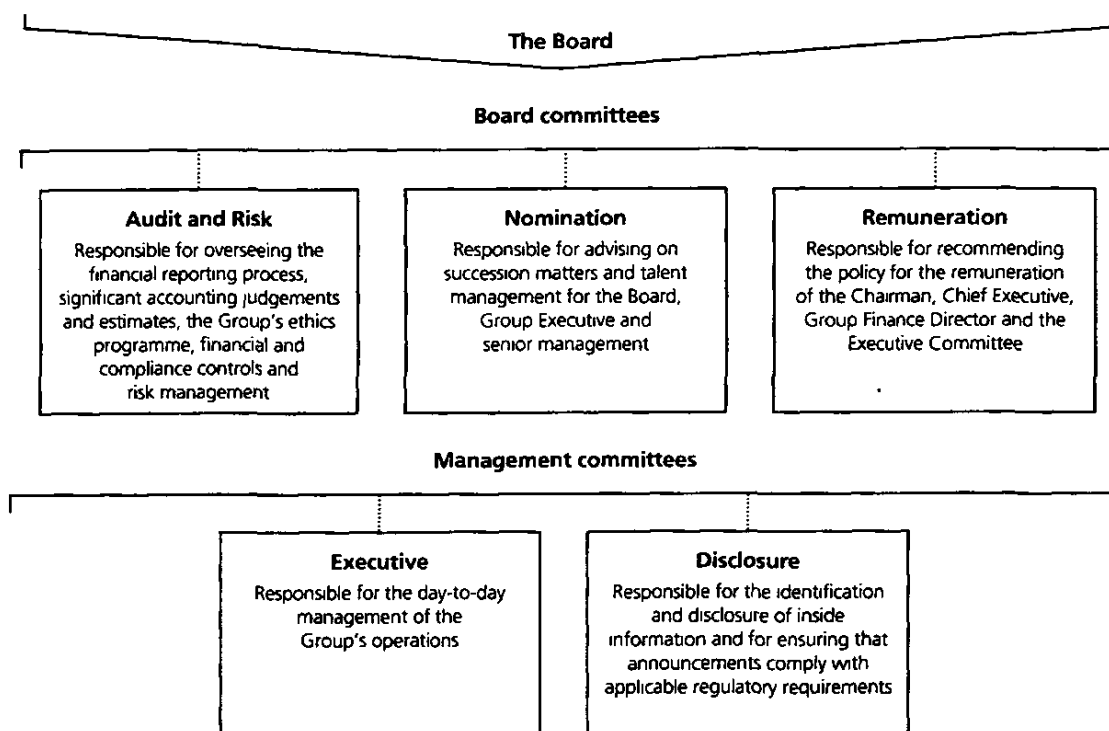 The Board
Board committees
Audit and Risk
Responsible for overseeing the
financial reporting process,
significant accounting judgements
and estimates, the Group's ethics
programme, financial and
compliance controls and
risk management
Nomination
Responsible for advising on
succession matters and talent
management for the Board,
Group Executive and
senior management
Remuneration
Responsible for recommending
the policy for the remuneration
of the Chairman, Chief Executive,
Group Finance Director and the
Executive Committee
Management committees
Executive
Responsible for the day-to-day
management of the
Group's operations
Disclosure
Responsible for the identification
and disclosure of inside
information and for ensuring that
announcements comply with
applicable regulatory requirements